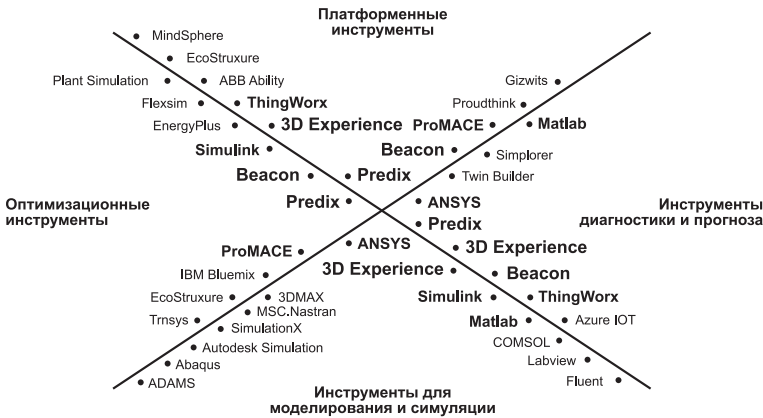 Платформенные
инструменты
MindSphere
EcoStruxure
Plant Simulation
ABB Ability
Gizwits
Flexsim
ThingWorx
Proudthink
EnergyPlus
3D Experience
ProMACE
Matlab
Simulink
Beacon
Simplorer
Beacon
Predix
Twin Builder
Оптимизационные
инструменты
Predix
ANSYS
Инструменты
диагностики и прогноза
Predix
ProMACE
ANSYS
3D Experience
IBM Bluemix
3D Experience
Beacon
EcoStruxure
3DMAX
Simulink
ThingWorx
MSC.Nastran
Trnsys
SimulationX
Matlab
Azure IOT
Autodesk Simulation
COMSOL
Abaqus
Labview
ADAMS
Fluent
Инструменты для
моделирования и симуляции